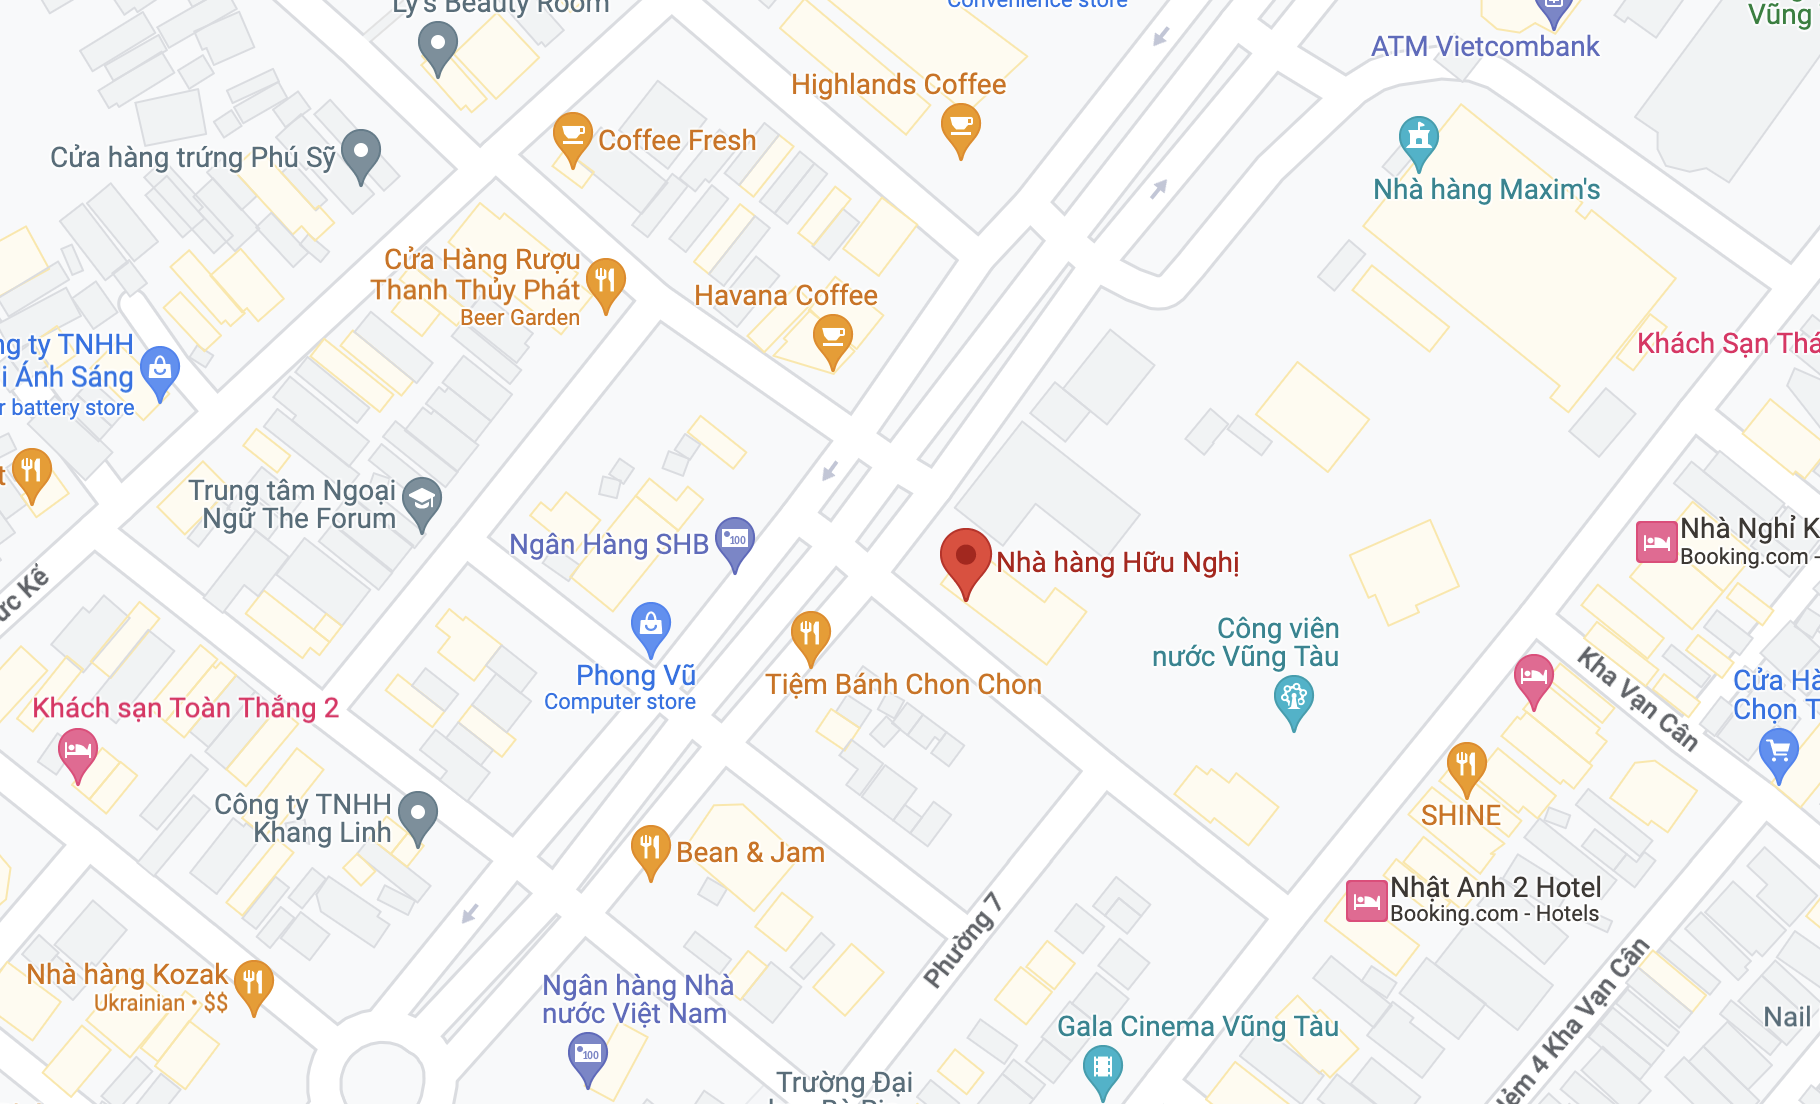 Ly's Beauty Room
Convenience store
Vũng
ATM Vietcombank
Highlands Coffee
Coffee Fresh
Cửa hàng trứng Phú Sỹ
Nhà hàng Maxim's
Cửa Hàng Rượu
Thanh Thủy Phát
Beer Garden
Havana Coffee
ng ty TNHH
i Ánh Sáng
r battery store
Khách Sạn Thá
t
Trung tâm Ngoại
Ngữ The Forum
Ngân Hàng SHB
100
Nhà hàng Hữu Nghị
Nhà Nghỉ K
Booking.com -
ức Kế
Phong Vũ
Computer store
Tiệm Bánh Chon Chon
Công viên
nước Vũng Tàu
Kha Vạn Cân
Cửa Hà
Chọn T
Khách sạn Toàn Thắng 2
Công ty TNHH
Khang Linh
Bean & Jam
SHINE
Nhật Anh 2 Hotel
Booking.com - Hotels
Phường 7
Nhà hàng Kozak
Ukrainian • $$
Ngân hàng Nhà
nước Việt Nam
100
Gala Cinema Vũng Tàu
Hẻm 4 Kha Vạn Cân
Nail
Trường Đại